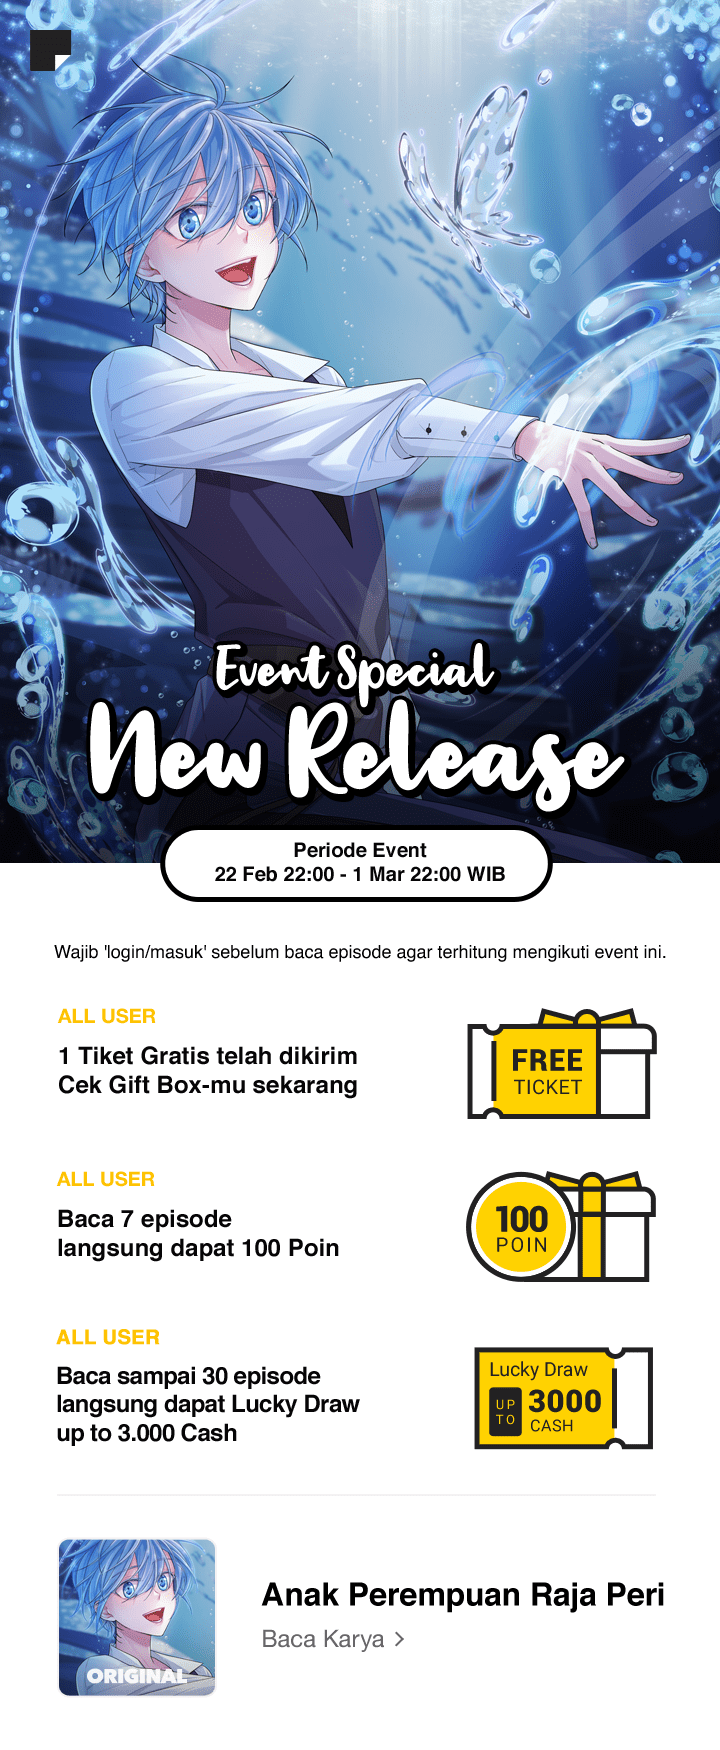 Event Special
New Release
Periode Event
22 Feb 22:00 - 1 Mar 22:00 WIB
Wajib 'login/masuk' sebelum baca episode agar terhitung mengikuti event ini.
ALL USER
1 Tiket Gratis telah dikirim
Cek Gift Box-mu sekarang
FREE
TICKET
ALL USER
Baca 7 episode
langsung dapat 100 Poin
100
POIN
ALL USER
Baca sampai 30 episode
langsung dapat Lucky Draw
up to 3.000 Cash
Lucky Draw
UP TO 3000
CASH
ORIGINAL
Anak Perempuan Raja Peri
Baca Karya >